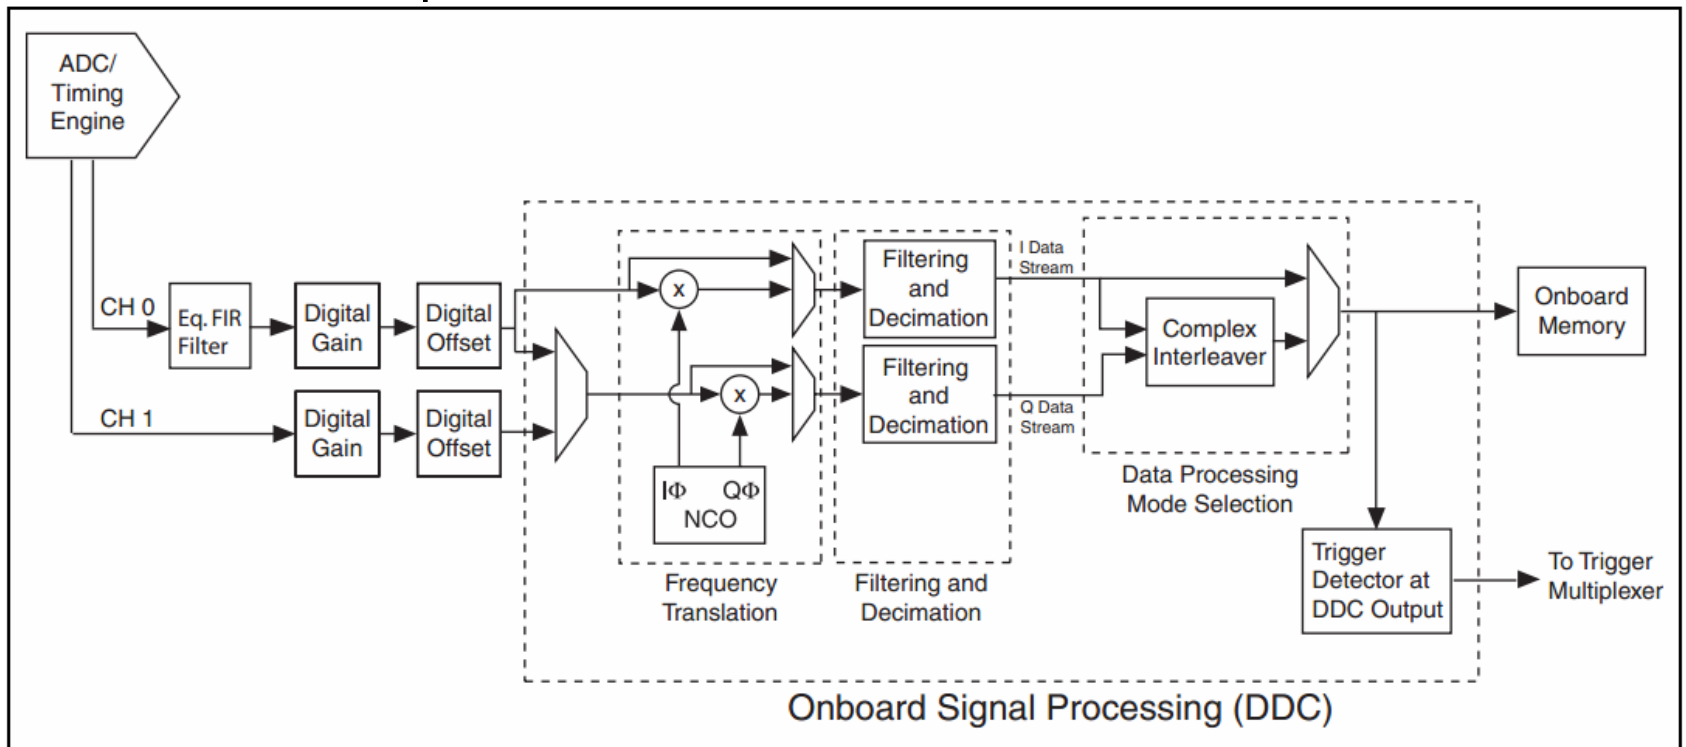 ADC/
Timing
Engine
CH 0
Eq. FIR
Filter
Digital
Gain
Digital
Offset
CH 1
Digital
Gain
Digital
Offset
x
x
IΦ QΦ
NCO
Frequency
Translation
Filtering
and
Decimation
Filtering
and
Decimation
Filtering and
Decimation
I Data
Stream
Q Data
Stream
Complex
Interleaver
Data Processing
Mode Selection
Onboard
Memory
Trigger
Detector at
DDC Output
To Trigger
Multiplexer
Onboard Signal Processing (DDC)